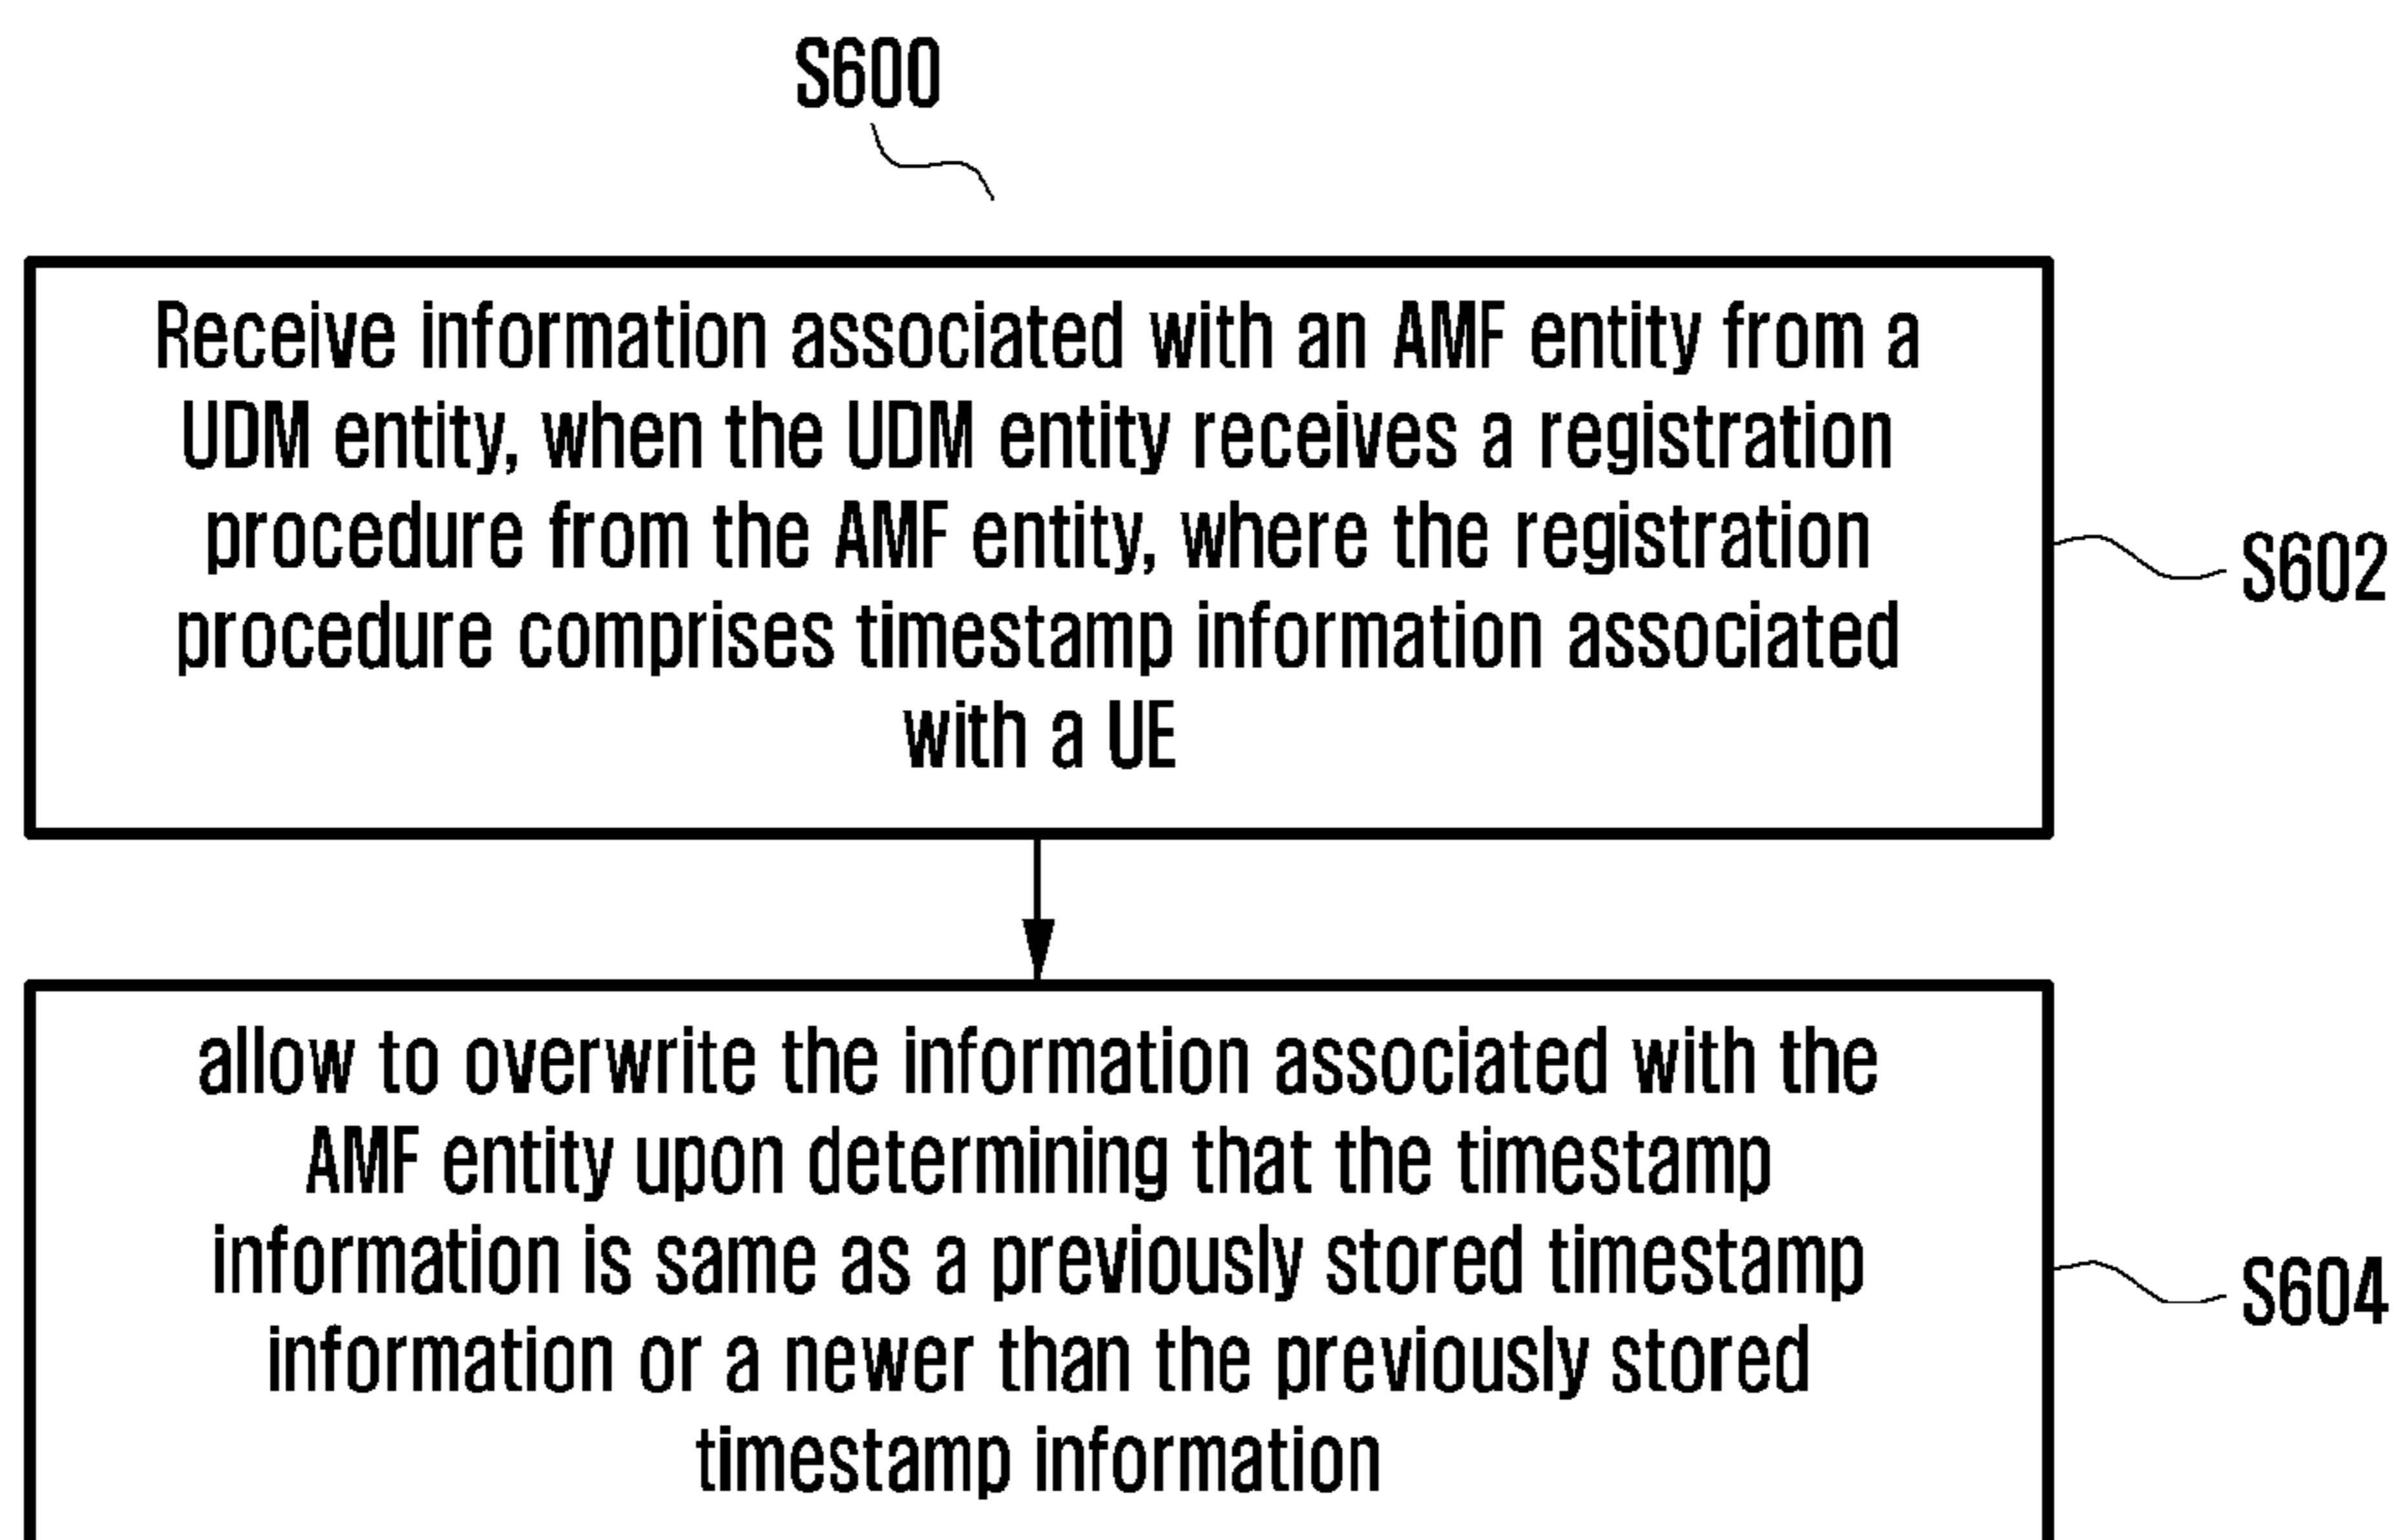 S600
Receive information associated with an AMF entity from a
UDM entity, when the UDM entity receives a registration
procedure from the AMF entity, where the registration
procedure comprises timestamp information associated
with a UE
S602
allow to overwrite the information associated with the
AMF entity upon determining that the timestamp
information is same as a previously stored timestamp
information or a newer than the previously stored
timestamp information
S604